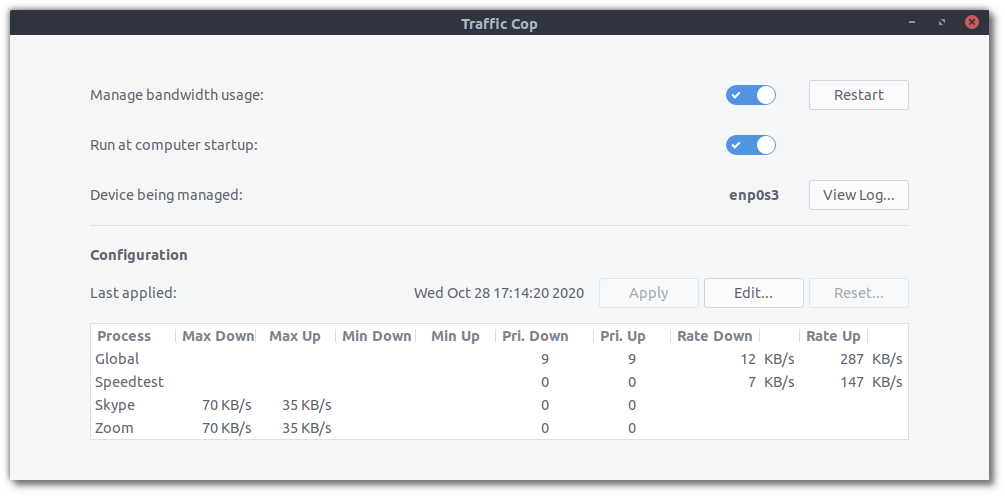 Traffic Cop
Manage bandwidth usage: Restart
Run at computer startup:
Device being managed: enp0s3 View Log...
Configuration
Last applied: Wed Oct 28 17:14:20 2020 Apply Edit... Reset...
Process Max Down Max Up Min Down Min Up Pri. Down Pri. Up Rate Down Rate Up
Global 9 9 12 KB/s 287 KB/s
Speedtest 0 0 7 KB/s 147 KB/s
Skype 70 KB/s 35 KB/s 0 0
Zoom 70 KB/s 35 KB/s 0 0